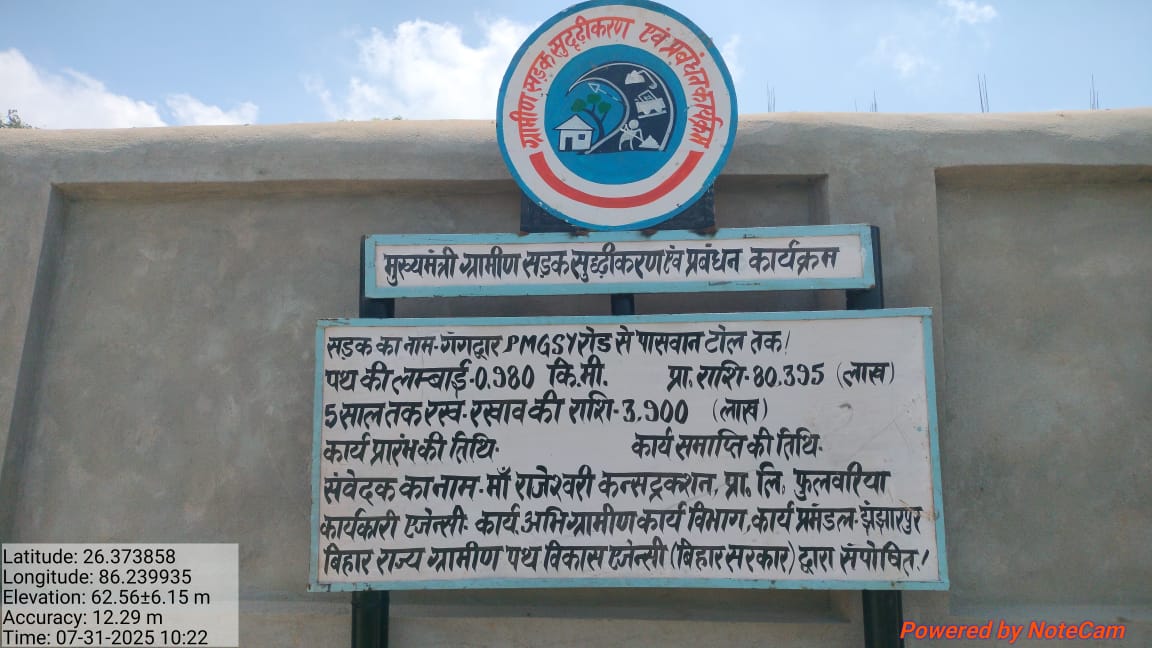 ग्रामीण सड़क सुदृढ़ीकरण एवं प्रबंधन कार्यक्रम
मुख्यमंत्री ग्रामीण सड़क सुदृढ़ीकरण एवं प्रबंधन कार्यक्रम
सड़क का नाम-गंगद्वार PMGSY रोड से पासवान टोल तक!
पथ की लम्बाई-0.980 कि.मी. प्रा. राशि-80.395 (लाख)
5 साल तक रख-रखाव की राशि-3.900 (लाख)
कार्य प्रारंभ की तिथि- कार्य समाप्ति की तिथि-
संवेदक का नाम-माँ राजेश्वरी कन्सट्रकशन, प्रा. लि. फुलवरिया
कार्यकारी एजेन्सी- कार्य. अभि ग्रामीण कार्य विभाग, कार्य प्रमंडल-झंझारपुर
बिहार राज्य ग्रामीण पथ विकास एजेन्सी (बिहार सरकार) द्वारा संपोषित!
Latitude: 26.373858
Longitude: 86.239935
Elevation: 62.56±6.15 m
Accuracy: 12.29 m
Time: 07-31-2025 10:22
Powered by NoteCam